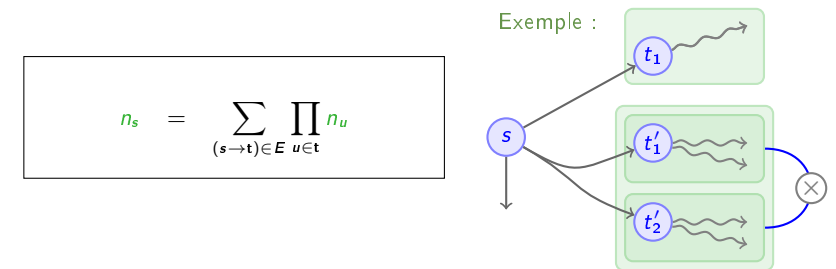 n_s = ∑_{(s→t)∈E} ∏_{u∈t} n_u
Exemple :
t_1
s
t'_1
t'_2
⊗